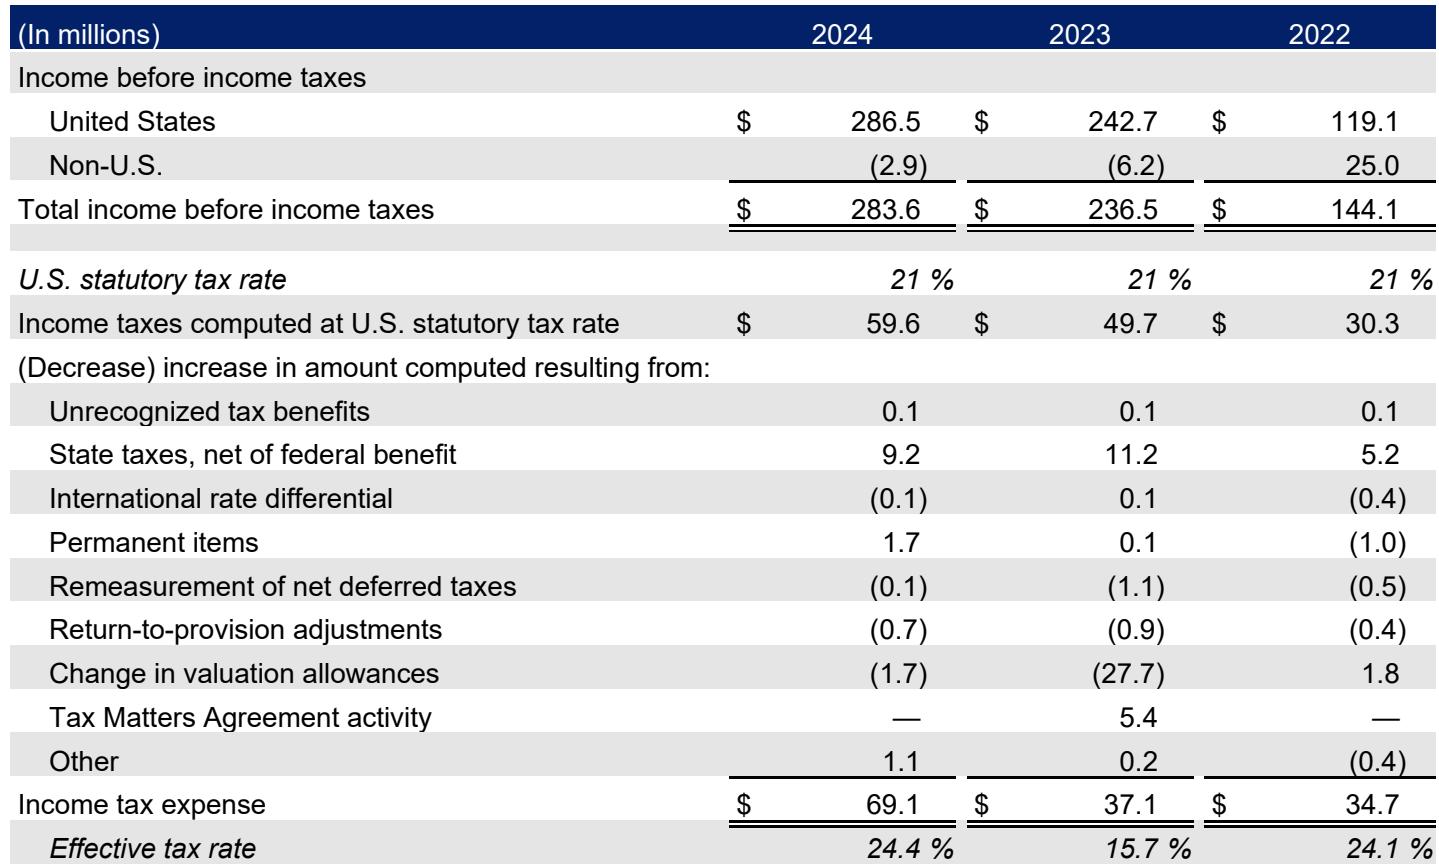 (In millions) 2024 2023 2022
Income before income taxes
United States $ 286.5 $ 242.7 $ 119.1
Non-U.S. (2.9) (6.2) 25.0
Total income before income taxes $ 283.6 $ 236.5 $ 144.1
U.S. statutory tax rate 21 % 21 % 21 %
Income taxes computed at U.S. statutory tax rate $ 59.6 $ 49.7 $ 30.3
(Decrease) increase in amount computed resulting from:
Unrecognized tax benefits 0.1 0.1 0.1
State taxes, net of federal benefit 9.2 11.2 5.2
International rate differential (0.1) 0.1 (0.4)
Permanent items 1.7 0.1 (1.0)
Remeasurement of net deferred taxes (0.1) (1.1) (0.5)
Return-to-provision adjustments (0.7) (0.9) (0.4)
Change in valuation allowances (1.7) (27.7) 1.8
Tax Matters Agreement activity — 5.4 —
Other 1.1 0.2 (0.4)
Income tax expense $ 69.1 $ 37.1 $ 34.7
Effective tax rate 24.4 % 15.7 % 24.1 %